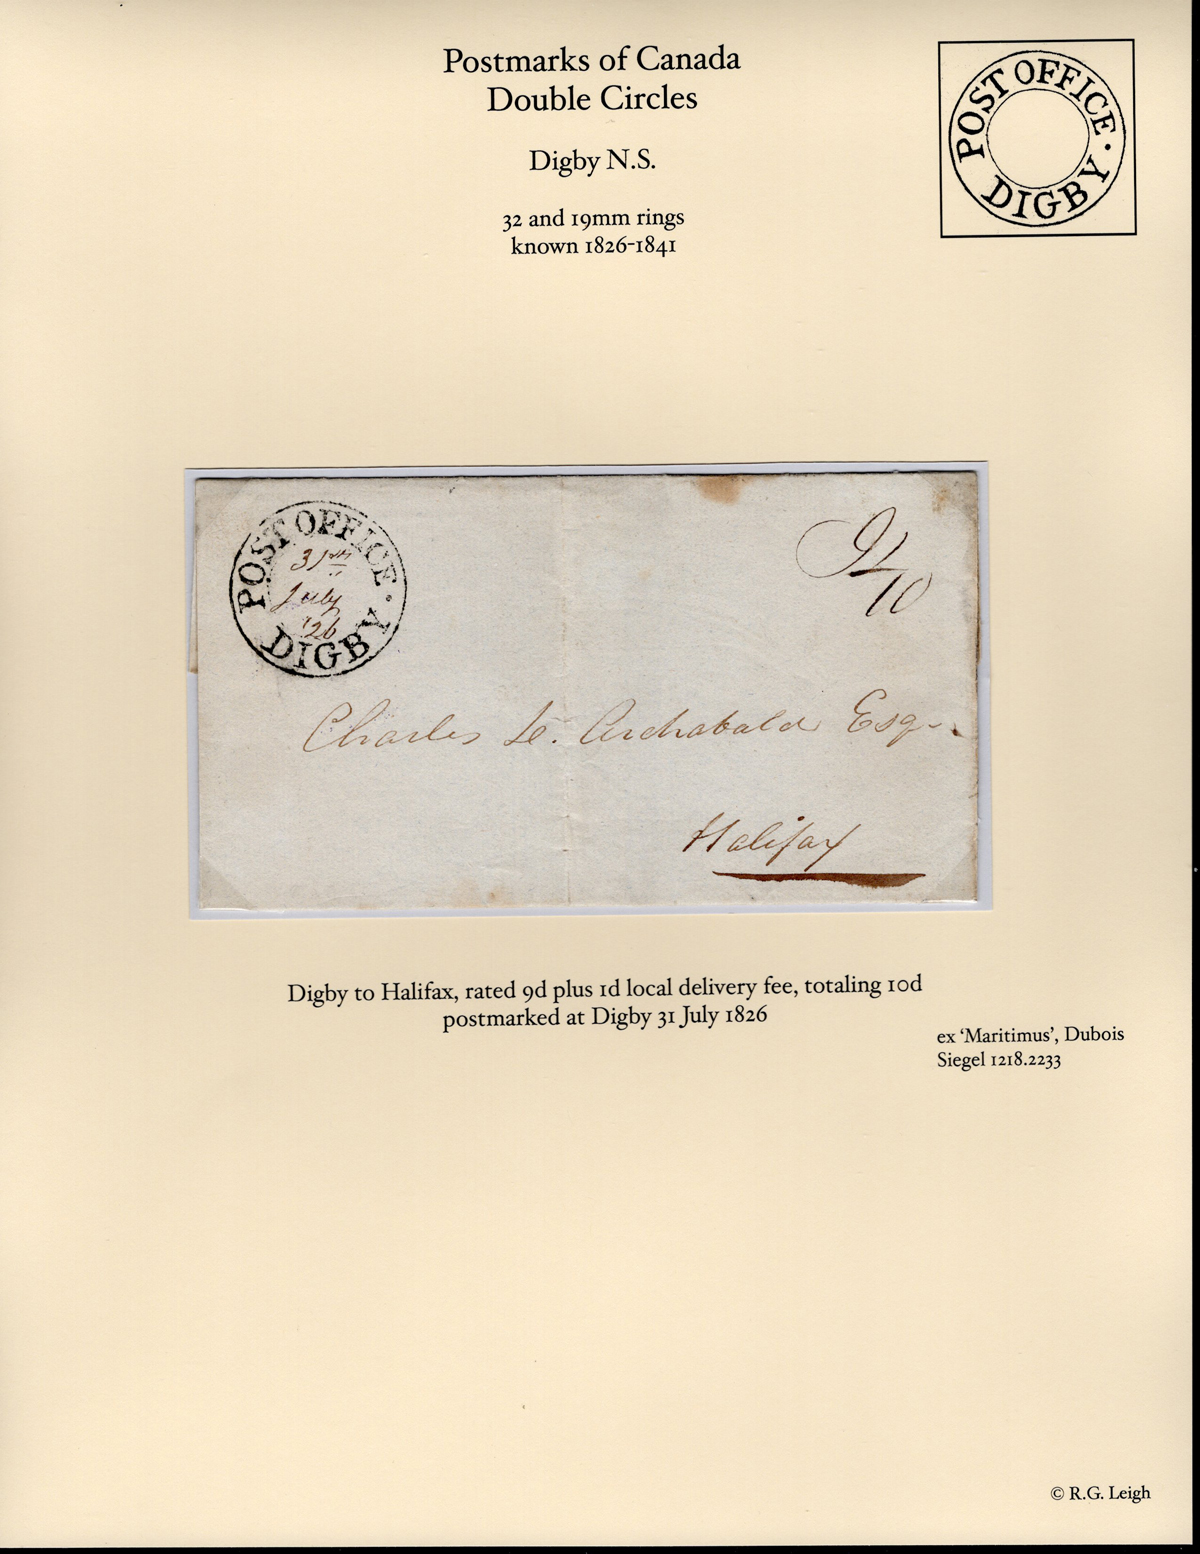 Postmarks of Canada
Double Circles
Digby N.S.
32 and 19mm rings
known 1826-1841
POST OFFICE · DIGBY
POST OFFICE · DIGBY
31st
July
'26
9
/10
Charles Archabald Esqr.
Halifax
Digby to Halifax, rated 9d plus 1d local delivery fee, totaling 10d
postmarked at Digby 31 July 1826
ex ‘Maritimus’, Dubois
Siegel 1218.2233
© R.G. Leigh